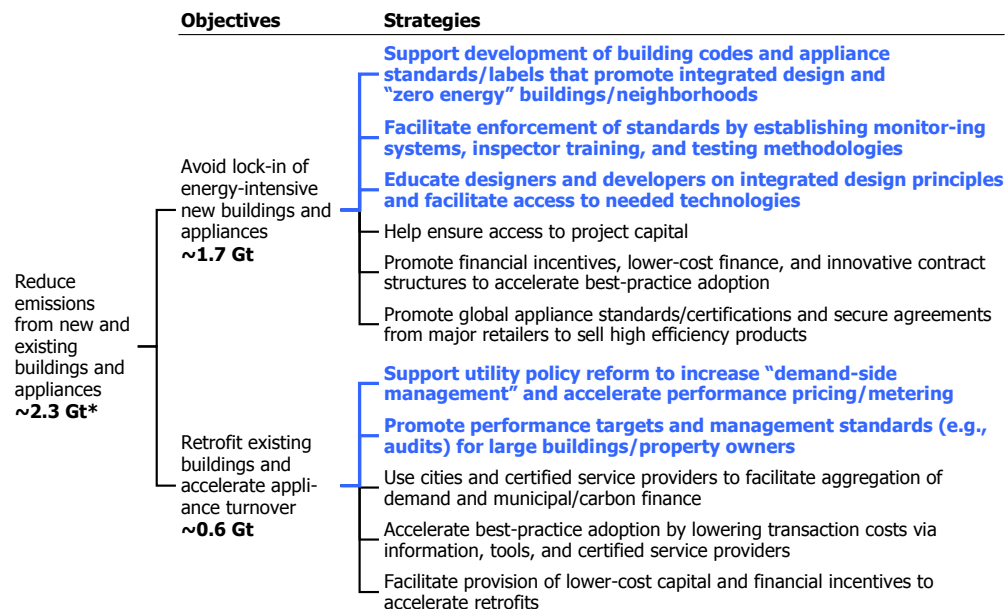 Objectives
Strategies
Reduce
emissions
from new and
existing
buildings and
appliances
~2.3 Gt*
Avoid lock-in of
energy-intensive
new buildings and
appliances
~1.7 Gt
Support development of building codes and appliance
standards/labels that promote integrated design and
“zero energy” buildings/neighborhoods
Facilitate enforcement of standards by establishing monitor-ing
systems, inspector training, and testing methodologies
Educate designers and developers on integrated design principles
and facilitate access to needed technologies
Help ensure access to project capital
Promote financial incentives, lower-cost finance, and innovative contract
structures to accelerate best-practice adoption
Promote global appliance standards/certifications and secure agreements
from major retailers to sell high efficiency products
Retrofit existing
buildings and
accelerate appli-
ance turnover
~0.6 Gt
Support utility policy reform to increase “demand-side
management” and accelerate performance pricing/metering
Promote performance targets and management standards (e.g.,
audits) for large buildings/property owners
Use cities and certified service providers to facilitate aggregation of
demand and municipal/carbon finance
Accelerate best-practice adoption by lowering transaction costs via
information, tools, and certified service providers
Facilitate provision of lower-cost capital and financial incentives to
accelerate retrofits